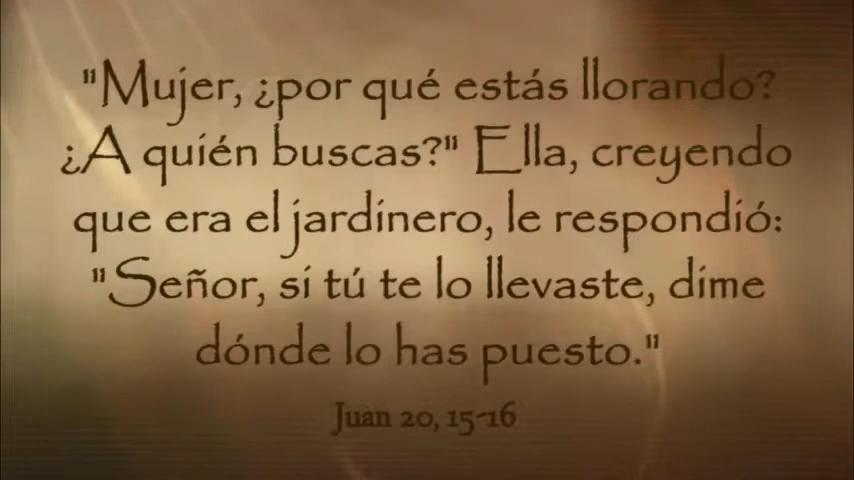 "Mujer, ¿por qué estás llorando?
¿A quién buscas?" Ella, creyendo
que era el jardinero, le respondió:
"Señor, si tú te lo llevaste, dime
dónde lo has puesto."
Juan 20, 15-16